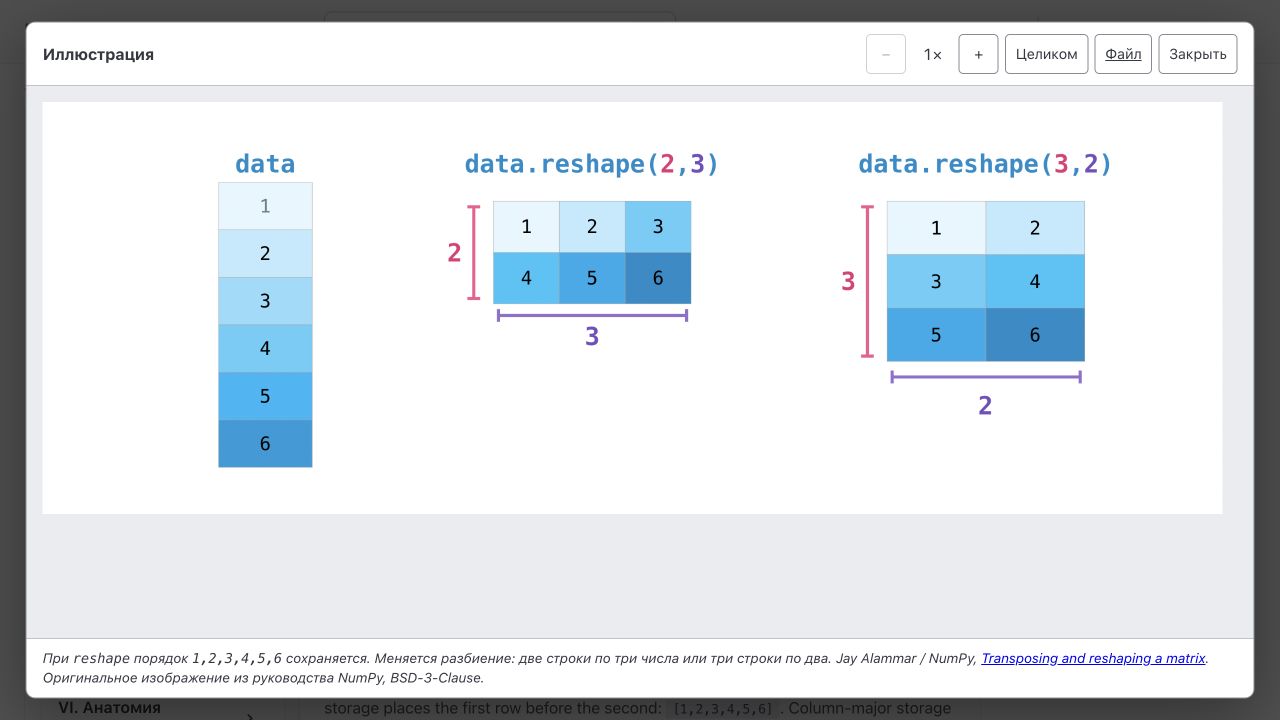 Иллюстрация
− 1× + Целиком Файл Закрыть
data
1
2
3
4
5
6
data.reshape(2,3)
2
1 2 3
4 5 6
3
data.reshape(3,2)
3
1 2
3 4
5 6
2
При reshape порядок 1,2,3,4,5,6 сохраняется. Меняется разбиение: две строки по три числа или три строки по два. Jay Alammar / NumPy, Transposing and reshaping a matrix.
Оригинальное изображение из руководства NumPy, BSD-3-Clause.
VI. Анатомия
storage places the first row before the second: [1,2,3,4,5,6] . Column-major storage